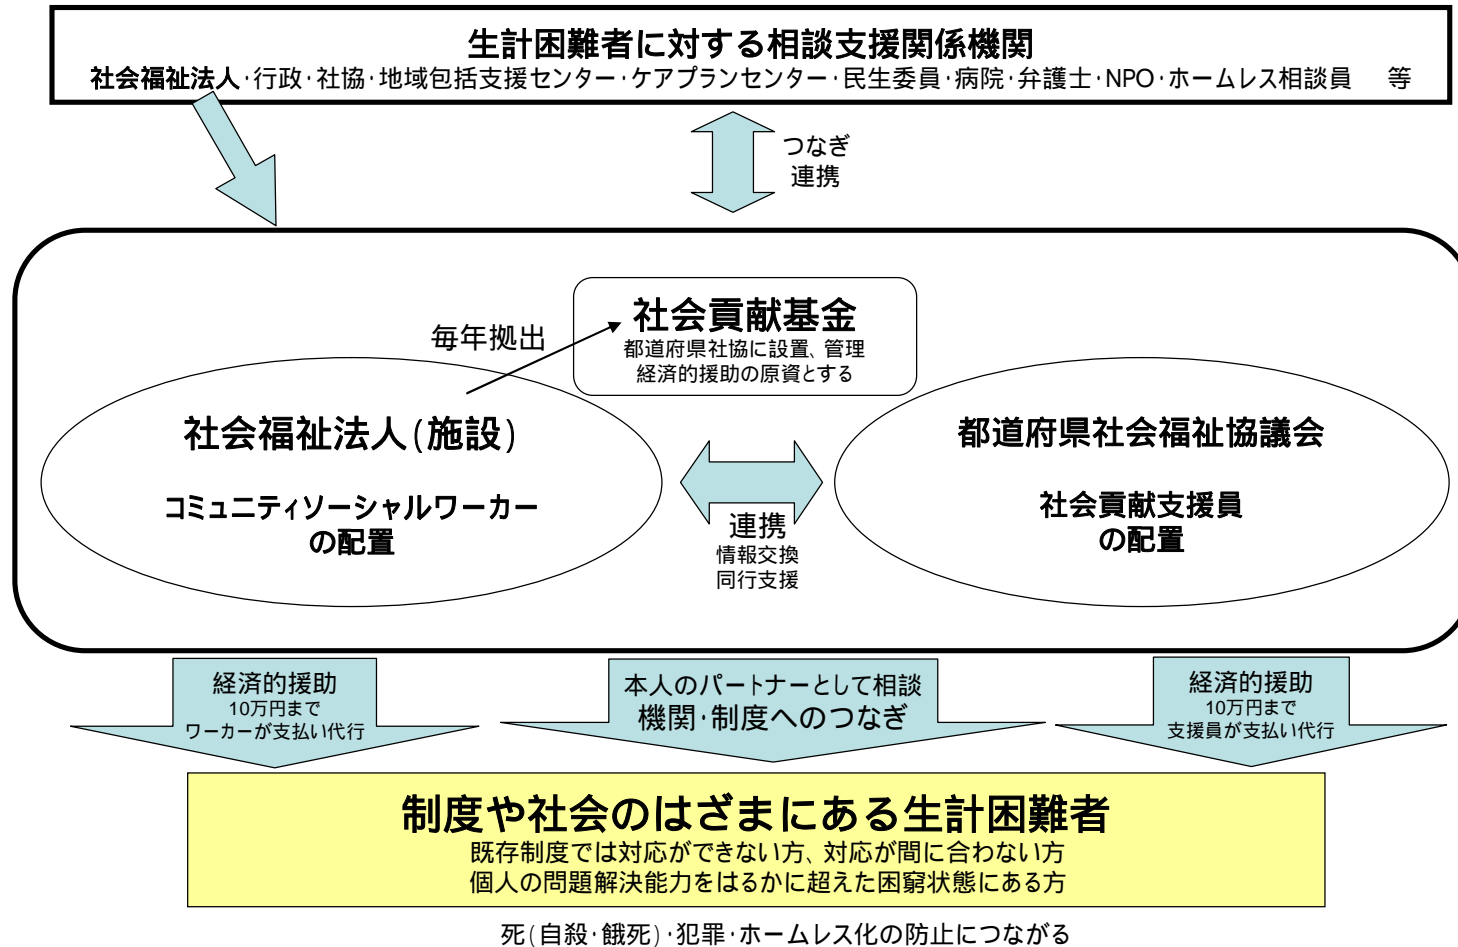 生計困難者に対する相談支援関係機関
社会福祉法人・行政・社協・地域包括支援センター・ケアプランセンター・民生委員・病院・弁護士・NPO・ホームレス相談員　等
つなぎ
連携
社会貢献基金
都道府県社協に設置、管理
経済的援助の原資とする
毎年拠出
社会福祉法人(施設)
コミュニティソーシャルワーカー
の配置
連携
情報交換
同行支援
都道府県社会福祉協議会
社会貢献支援員
の配置
経済的援助
10万円まで
ワーカーが支払い代行
本人のパートナーとして相談
機関・制度へのつなぎ
経済的援助
10万円まで
支援員が支払い代行
制度や社会のはざまにある生計困難者
既存制度では対応ができない方、対応が間に合わない方
個人の問題解決能力をはるかに超えた困窮状態にある方
死(自殺・餓死)・犯罪・ホームレス化の防止につながる